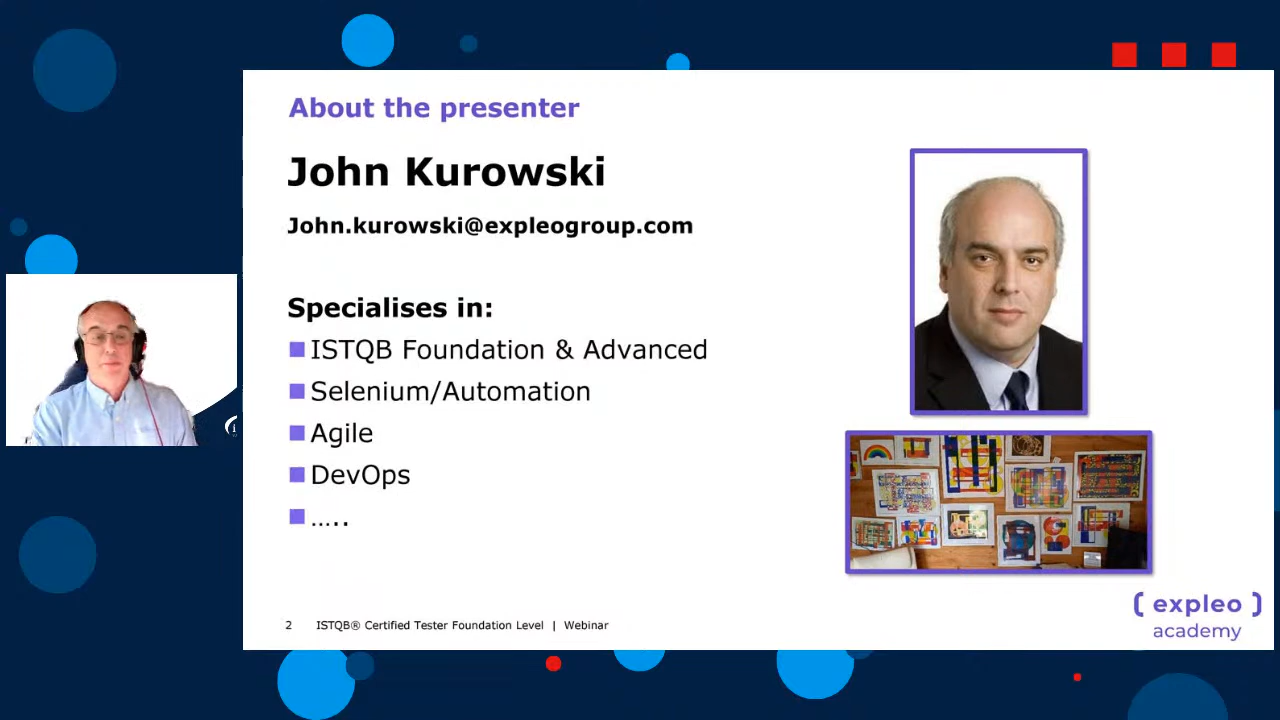 About the presenter
John Kurowski
John.kurowski@expleogroup.com
Specialises in:
ISTQB Foundation & Advanced
Selenium/Automation
Agile
DevOps
…..
2 ISTQB® Certified Tester Foundation Level | Webinar
( expleo )
academy